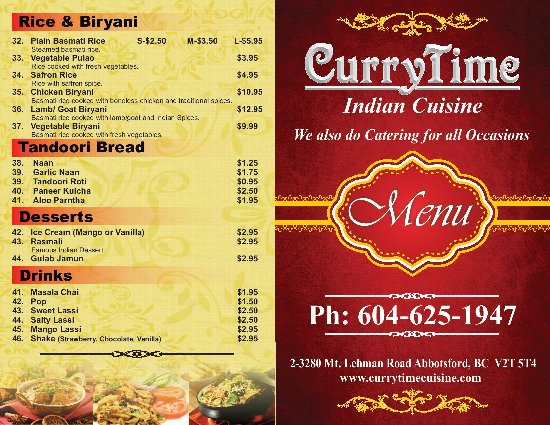 Rice & Biryani
32. Plain Basmati Rice S-$2.50 M-$3.50 L-$5.95
Steamed basmati rice.
33. Vegetable Pulao $3.95
Rice cooked with fresh vegetables.
34. Safron Rice $4.95
Rice with safron spice.
35. Chicken Biryani $10.95
Basmati rice cooked with boneless chicken and traditional spices.
36. Lamb/ Goat Biryani $12.95
Basmati rice cooked with lamb/goat and Indian Spices.
37. Vegetable Biryani $9.99
Basmati rice cooked with fresh vegetables.
Tandoori Bread
38. Naan $1.25
39. Garlic Naan $1.75
39. Tandoori Roti $0.95
40. Paneer Kulcha $2.50
41. Aloo Parntha $1.95
Desserts
42. Ice Cream (Mango or Vanilla) $2.95
43. Rasmali $2.95
Famous Indian Dessert
44. Gulab Jamun $2.95
Drinks
41. Masala Chai $1.95
42. Pop $1.50
43. Sweet Lassi $2.50
44. Salty Lassi $2.50
45. Mango Lassi $2.95
46. Shake (Strawberry, Chocolate, Vanilla) $2.95
CurryTime
Indian Cuisine
We also do Catering for all Occasions
Menu
Ph: 604-625-1947
2-3280 Mt. Lehman Road Abbotsford, BC V2T 5T4
www.currytimecuisine.com